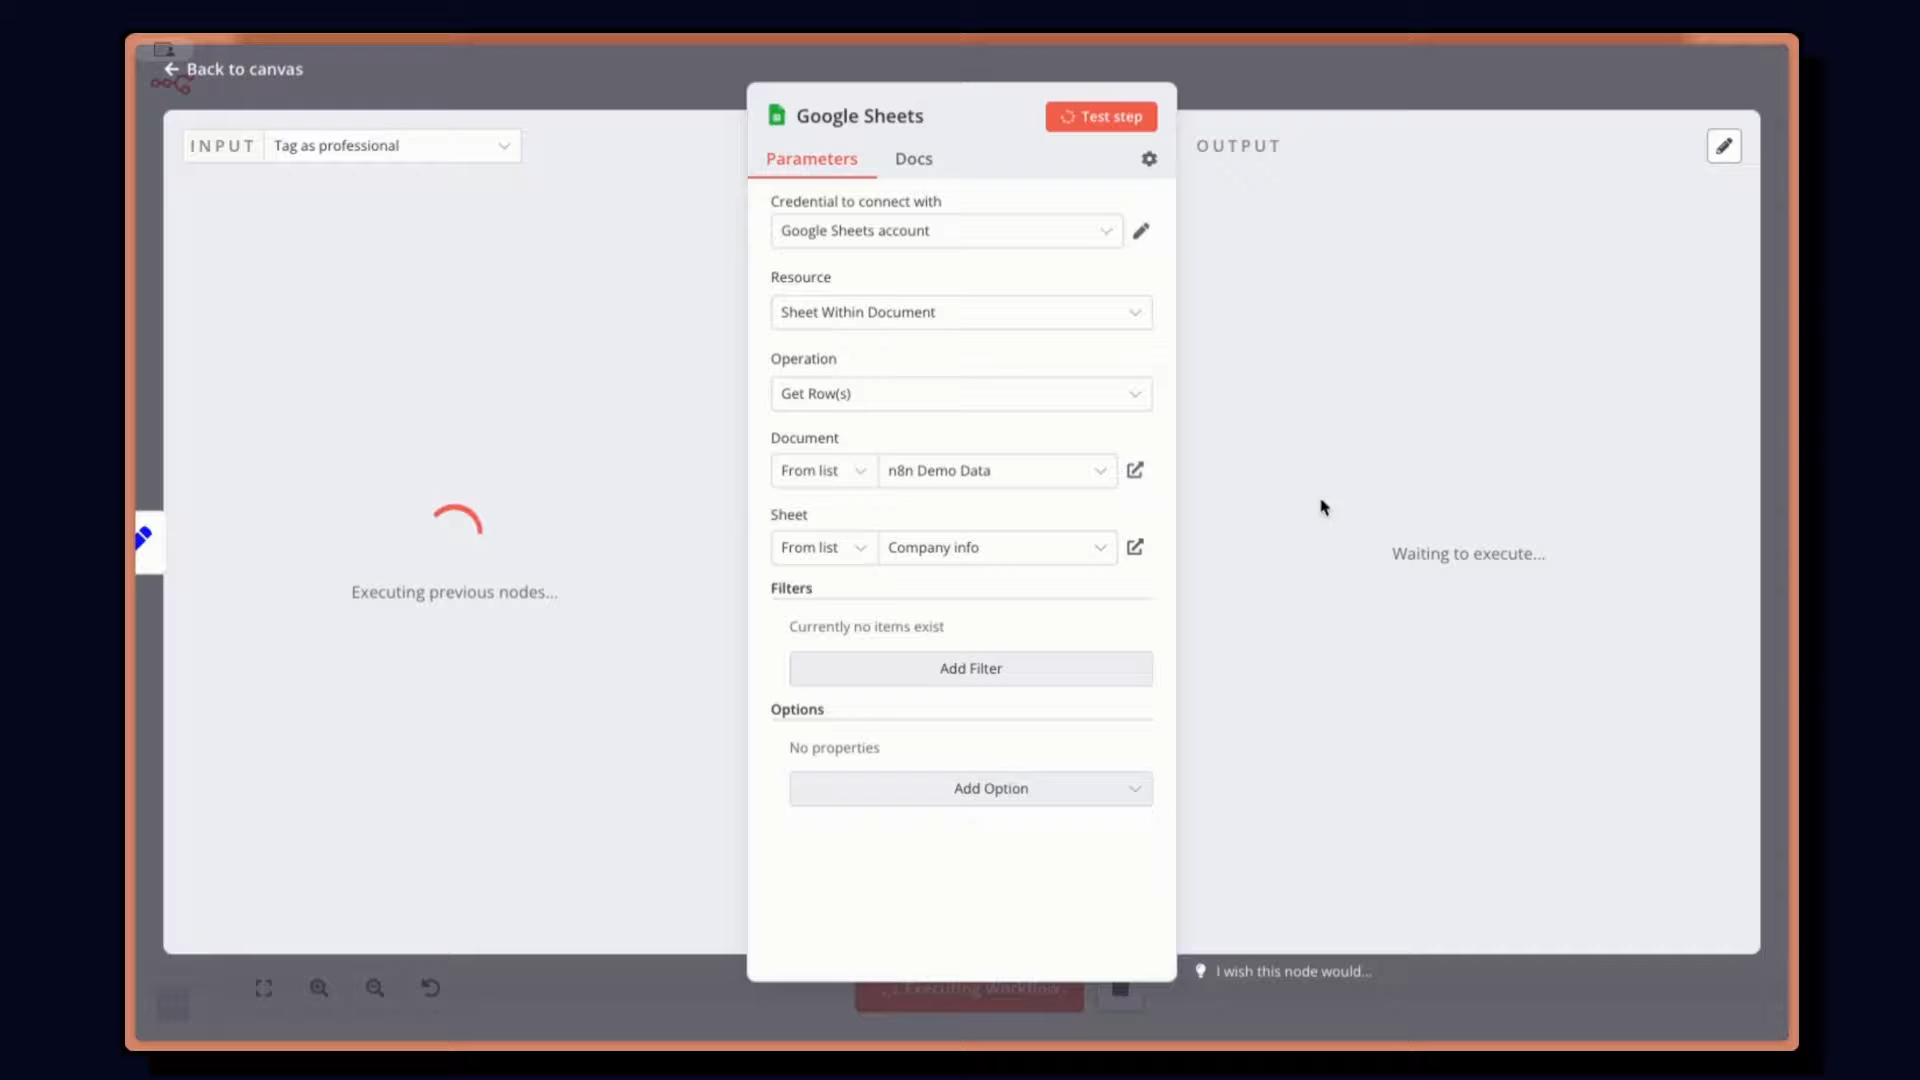 Back to canvas
INPUT
Tag as professional
Executing previous nodes...
Google Sheets
Test step
Parameters
Docs
Credential to connect with
Google Sheets account
Resource
Sheet Within Document
Operation
Get Row(s)
Document
From list
n8n Demo Data
Sheet
From list
Company info
Filters
Currently no items exist
Add Filter
Options
No properties
Add Option
OUTPUT
Waiting to execute...
I wish this node would...
Executing Workflow